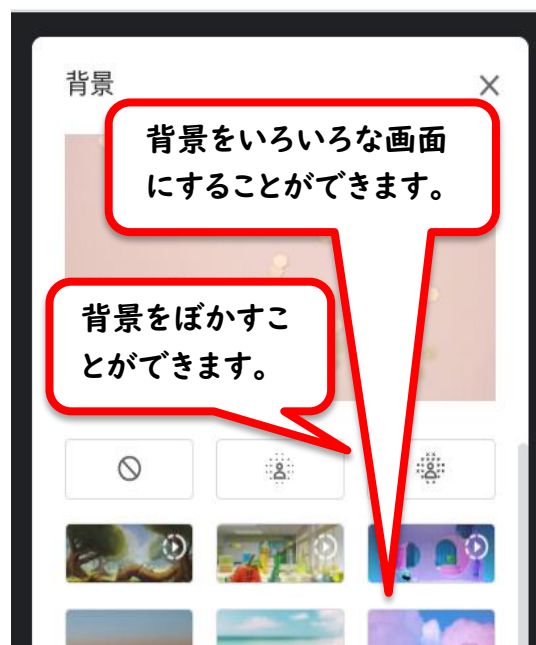 背景
背景をいろいろな画面
にすることができます。
背景をぼかすこ
とができます。